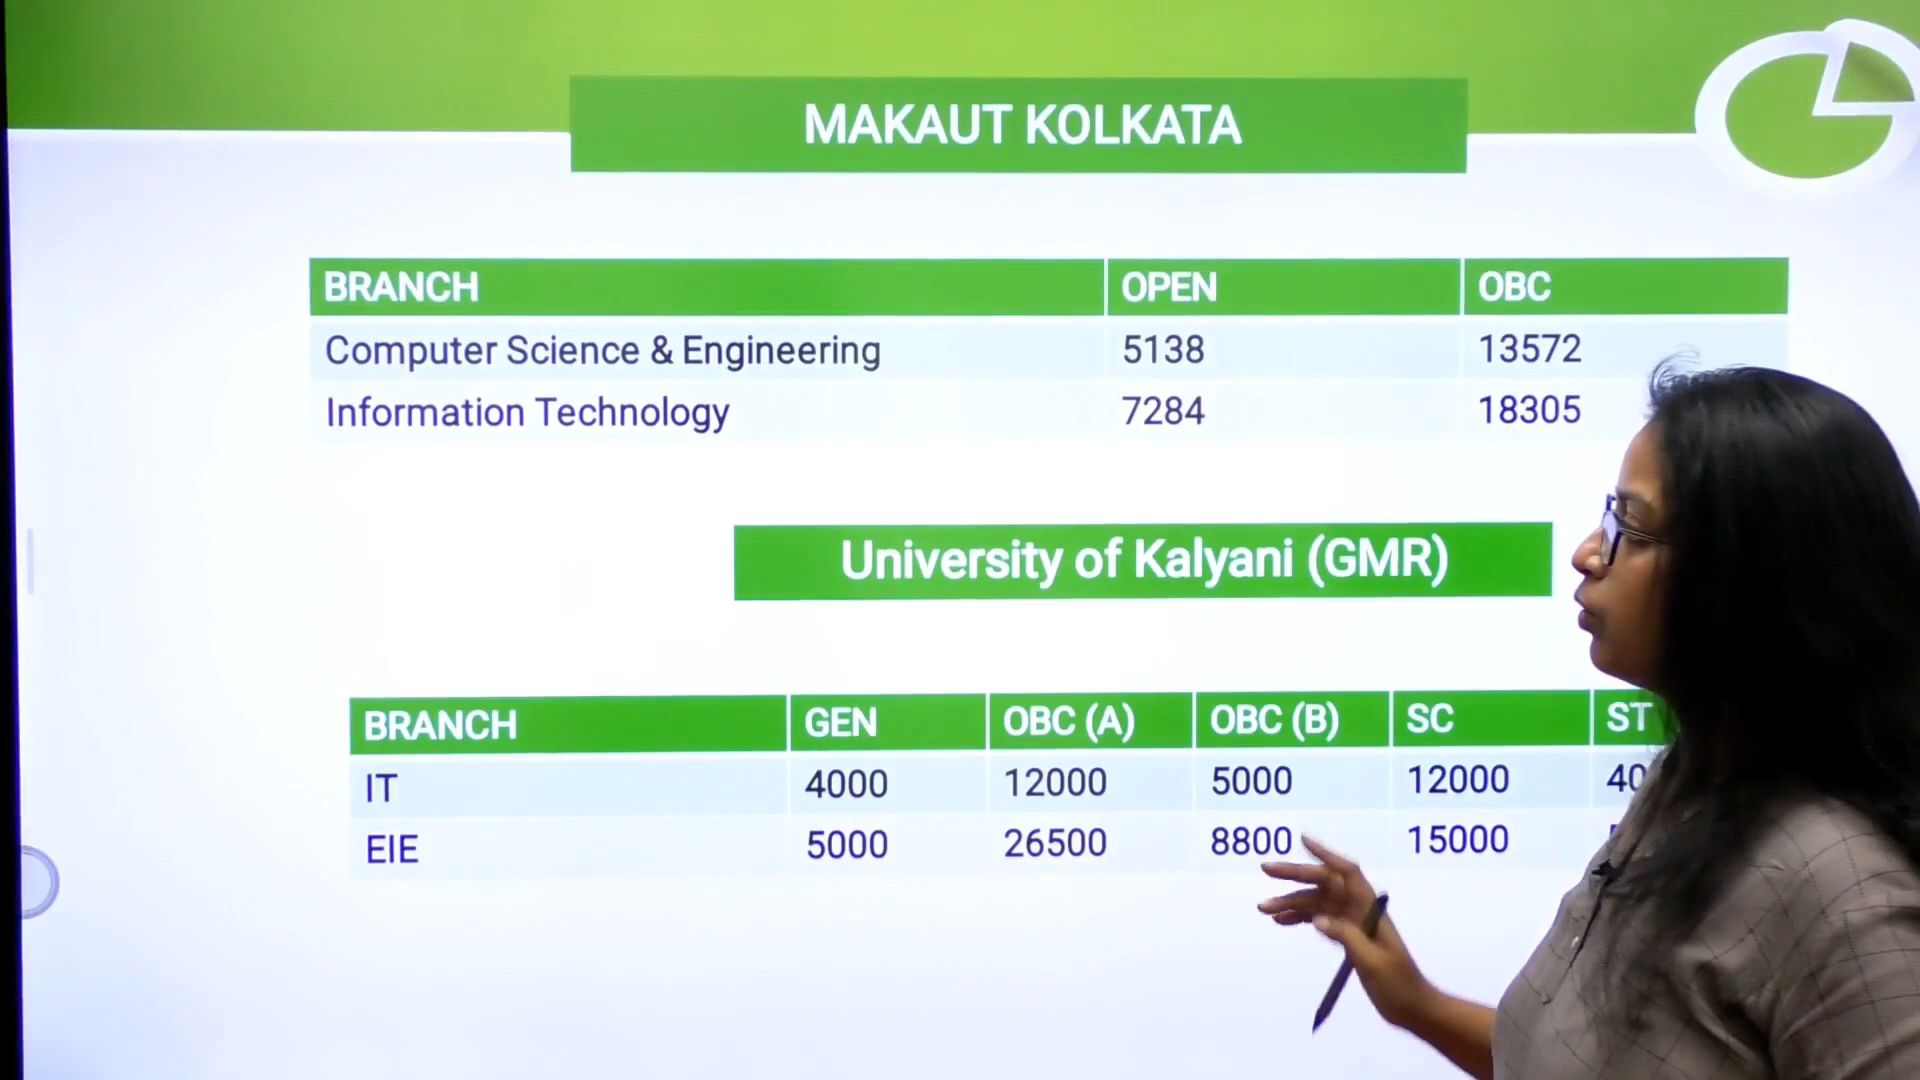 MAKAUT KOLKATA
BRANCH OPEN OBC
Computer Science & Engineering 5138 13572
Information Technology 7284 18305
University of Kalyani (GMR)
BRANCH GEN OBC (A) OBC (B) SC ST
IT 4000 12000 5000 12000
EIE 5000 26500 8800 15000